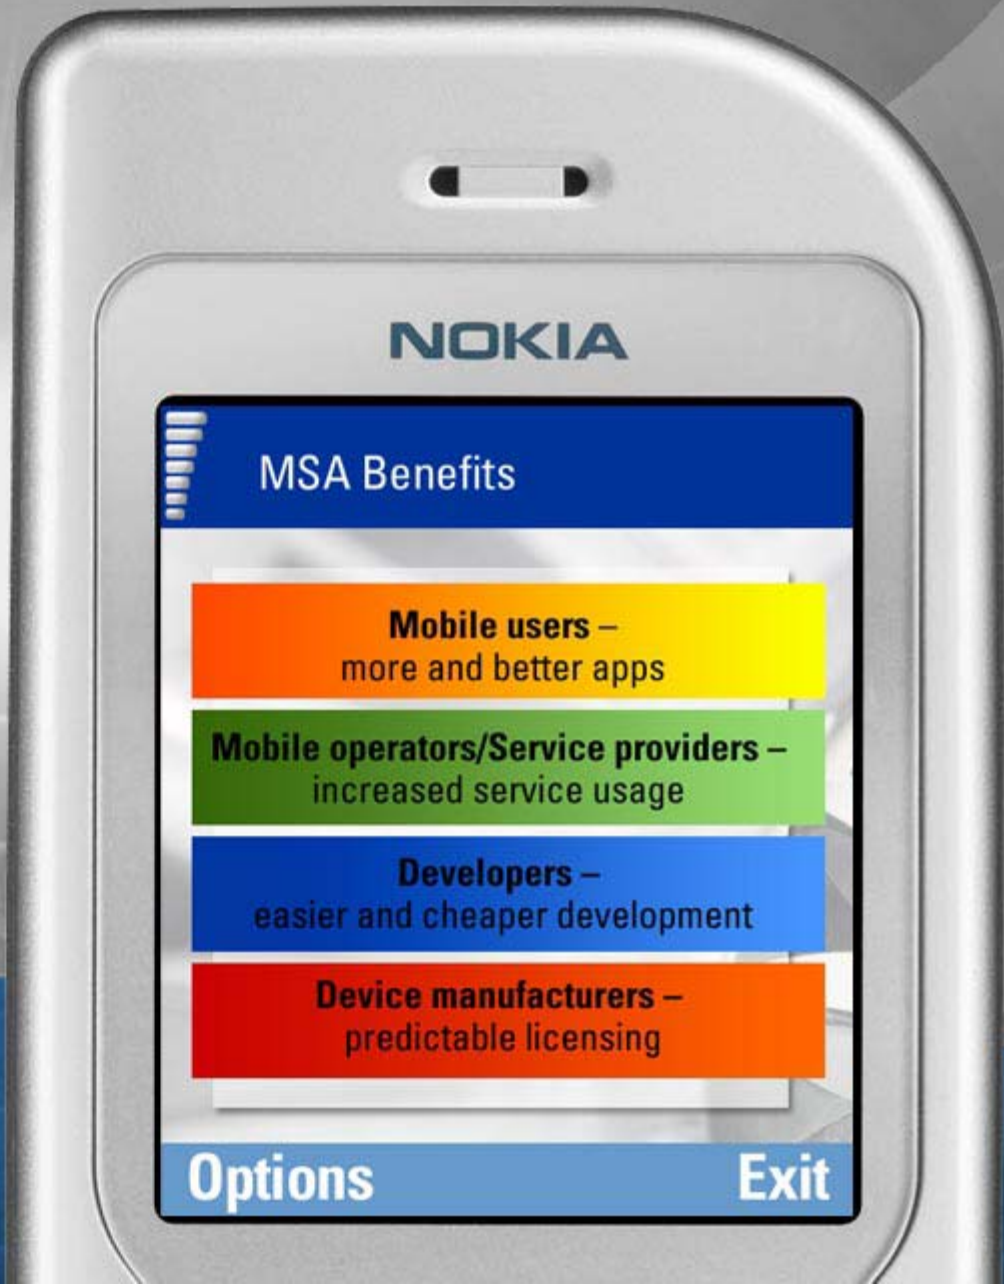 NOKIA
MSA Benefits
Mobile users –
more and better apps
Mobile operators/Service providers –
increased service usage
Developers –
easier and cheaper development
Device manufacturers –
predictable licensing
Options
Exit